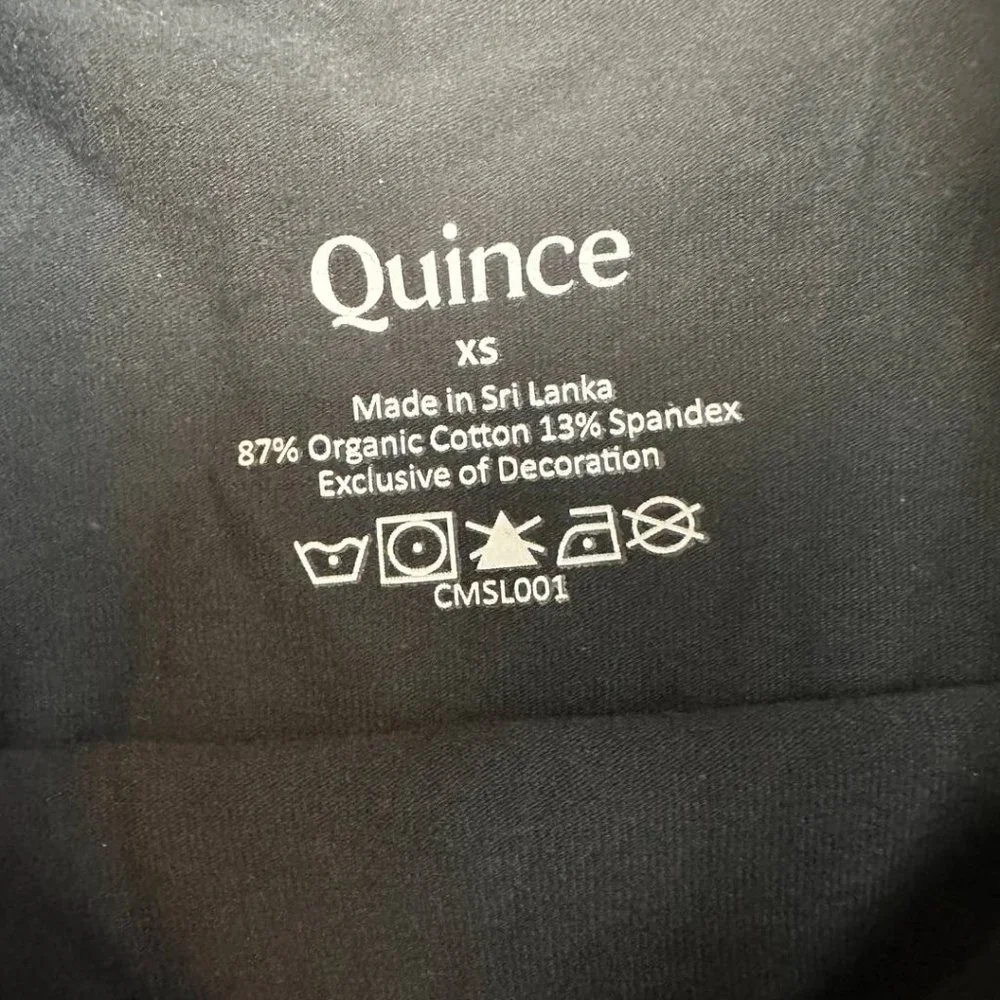 Quince
XS
Made in Sri Lanka
87% Organic Cotton 13% Spandex
Exclusive of Decoration
CMSL001